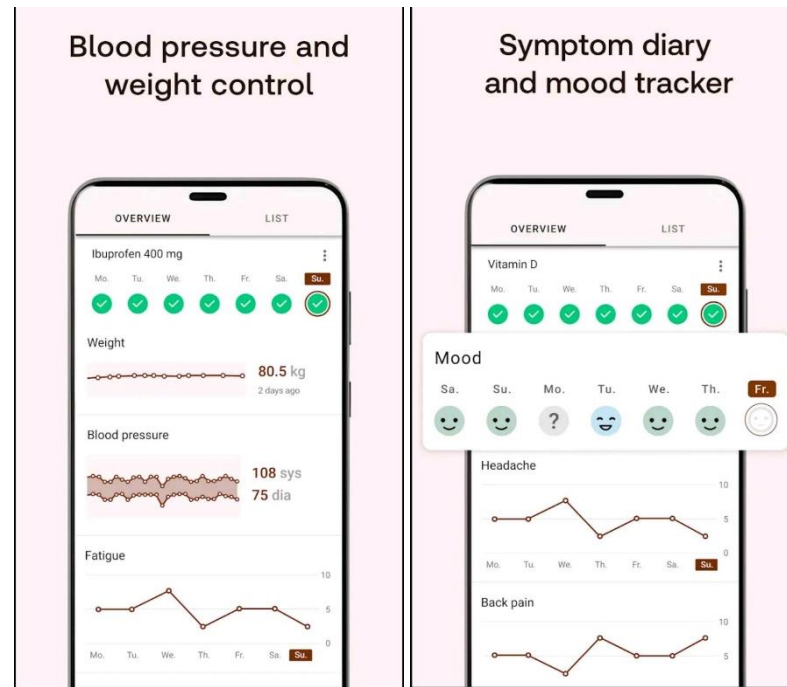 Blood pressure and
weight control
OVERVIEW LIST
Ibuprofen 400 mg
Mo. Tu. We. Th. Fr. Sa. Su.
Weight
80.5 kg
2 days ago
Blood pressure
108 sys
75 dia
Fatigue
10
5
0
Mo. Tu. We. Th. Fr. Sa. Su.
Symptom diary
and mood tracker
OVERVIEW LIST
Vitamin D
Mo. Tu. We. Th. Fr. Sa. Su.
Mood
Sa. Su. Mo. Tu. We. Th. Fr.
?
Headache
10
5
0
Mo. Tu. We. Th. Fr. Sa. Su.
Back pain
10
5